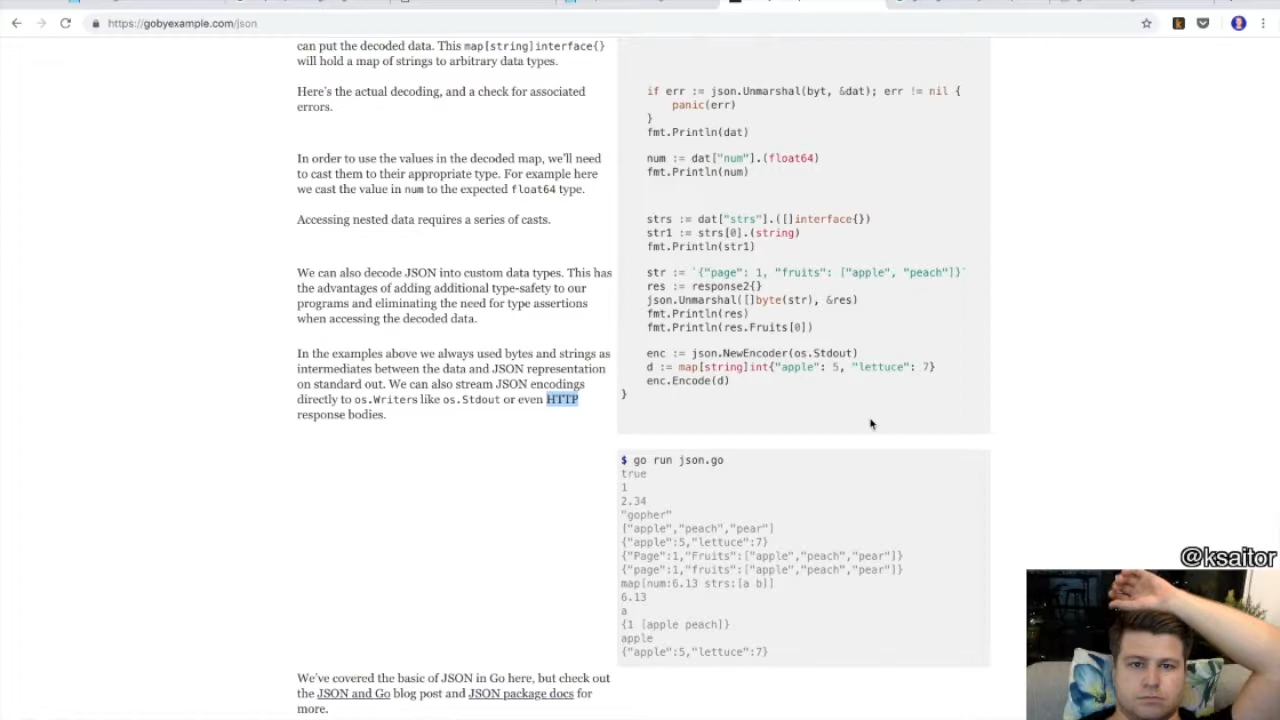 https://gobyexample.com/json
can put the decoded data. This map[string]interface{}
will hold a map of strings to arbitrary data types.
Here's the actual decoding, and a check for associated
errors.
In order to use the values in the decoded map, we'll need
to cast them to their appropriate type. For example here
we cast the value in num to the expected float64 type.
Accessing nested data requires a series of casts.
We can also decode JSON into custom data types. This has
the advantages of adding additional type-safety to our
programs and eliminating the need for type assertions
when accessing the decoded data.
In the examples above we always used bytes and strings as
intermediates between the data and JSON representation
on standard out. We can also stream JSON encodings
directly to os.Writers like os.Stdout or even HTTP
response bodies.
if err := json.Unmarshal(byt, &dat); err != nil {
panic(err)
}
fmt.Println(dat)
num := dat["num"].(float64)
fmt.Println(num)
strs := dat["strs"].([]interface{})
str1 := strs[0].(string)
fmt.Println(str1)
str := `{"page": 1, "fruits": ["apple", "peach"]}`
res := response2{}
json.Unmarshal([]byte(str), &res)
fmt.Println(res)
fmt.Println(res.Fruits[0])
enc := json.NewEncoder(os.Stdout)
d := map[string]int{"apple": 5, "lettuce": 7}
enc.Encode(d)
}
$ go run json.go
true
1
2.34
"gopher"
["apple","peach","pear"]
{"apple":5,"lettuce":7}
{"Page":1,"Fruits":["apple","peach","pear"]}
{"page":1,"fruits":["apple","peach","pear"]}
map[num:6.13 strs:[a b]]
6.13
a
{1 [apple peach]}
apple
{"apple":5,"lettuce":7}
We've covered the basic of JSON in Go here, but check out
the JSON and Go blog post and JSON package docs for
more.
@ksaitor